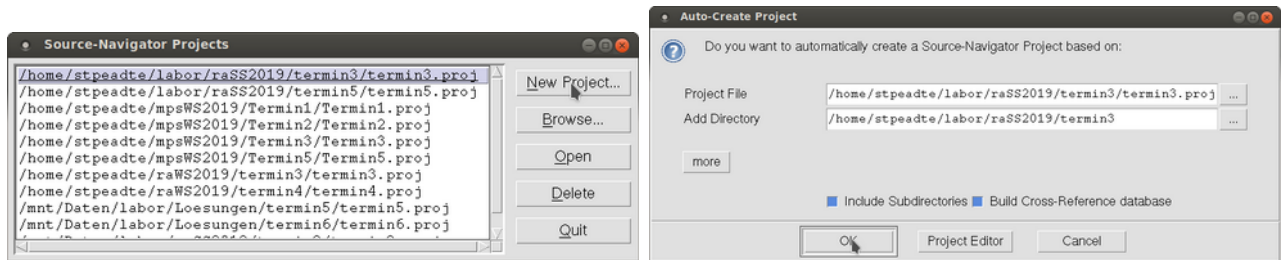 Source-Navigator Projects
/home/stpeadte/labor/raSS2019/termin3/termin3.proj
/home/stpeadte/labor/raSS2019/termin5/termin5.proj
/home/stpeadte/mpsWS2019/Termin1/Termin1.proj
/home/stpeadte/mpsWS2019/Termin2/Termin2.proj
/home/stpeadte/mpsWS2019/Termin3/Termin3.proj
/home/stpeadte/mpsWS2019/Termin5/Termin5.proj
/home/stpeadte/raWS2019/termin3/termin3.proj
/home/stpeadte/raWS2019/termin4/termin4.proj
/mnt/Daten/labor/Loesungen/termin5/termin5.proj
/mnt/Daten/labor/Loesungen/termin6/termin6.proj
New Project...
Browse...
Open
Delete
Quit
Auto-Create Project
Do you want to automatically create a Source-Navigator Project based on:
Project File /home/stpeadte/labor/raSS2019/termin3/termin3.proj ...
Add Directory /home/stpeadte/labor/raSS2019/termin3 ...
more
Include Subdirectories Build Cross-Reference database
OK Project Editor Cancel